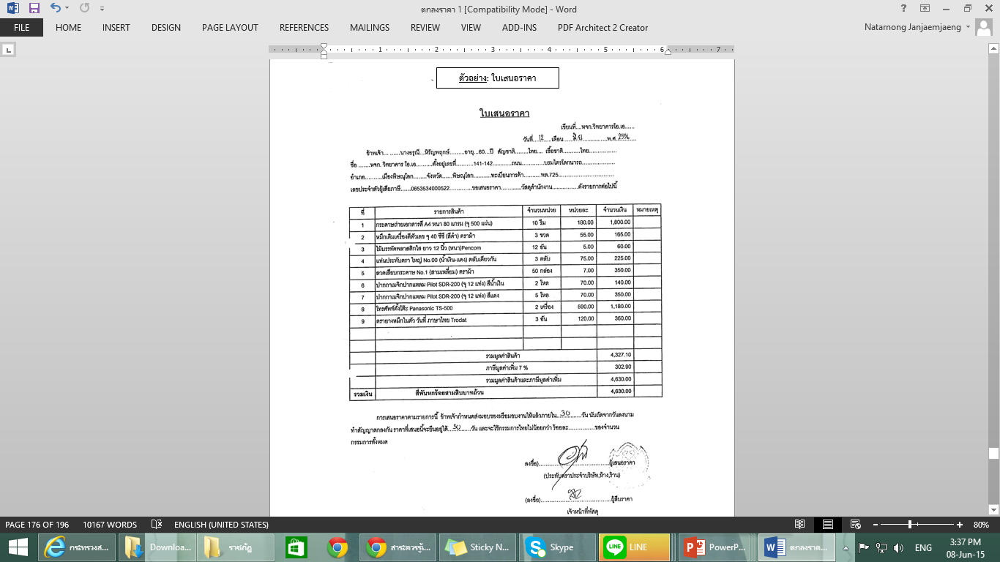 ตกลงราคา 1 [Compatibility Mode] - Word
FILE HOME INSERT DESIGN PAGE LAYOUT REFERENCES MAILINGS REVIEW VIEW ADD-INS PDF Architect 2 Creator Natarnong Janjaemjaeng
1 2 3 4 5 6 7
ตัวอย่าง: ใบเสนอราคา
ใบเสนอราคา
เขียนที่....หจก.วิทยาคารโอ.เอ......
วันที่....12.....เดือน.....มิ.ย.....พ.ศ.2556
ข้าพเจ้า... ......นางอรุณี...หิรัญพฤกษ์.........อายุ...60...ปี สัญชาติ........ไทย.... เชื้อชาติ..........ไทย................
ชื่อ .......หจก. วิทยาคาร โอ.เอ..........ตั้งอยู่เลขที่..........141-142...........ถนน.............บรมไตรโลกนารถ...................
อำเภอ..........เมืองพิษณุโลก.......จังหวัด......พิษณุโลก..........ทะเบียนการค้า..........พล.725................................
เลขประจำตัวผู้เสียภาษี......0653534000522.............ขอเสนอราคา............วัสดุสำนักงาน...............ดังรายการต่อไปนี้
ที่ รายการสินค้า จำนวนหน่วย หน่วยละ จำนวนเงิน หมายเหตุ
1 กระดาษถ่ายเอกสารสี A4 หนา 80 แกรม (จุ 500 แผ่น) 10 รีม 180.00 1,800.00
2 หมึกเติมเครื่องตีตัวเลข จุ 40 ซีซี (สีดำ) ตราม้า 3 ขวด 55.00 165.00
3 ไม้บรรทัดพลาสติกใส ยาว 12 นิ้ว (หนา)Pencom 12 อัน 5.00 60.00
4 แท่นประทับตรา ใหญ่ No.00 (น้ำเงิน-แดง) ตลับเดียวกัน 3 ตลับ 75.00 225.00
5 ลวดเสียบกระดาษ No.1 (สามเหลี่ยม) ตราม้า 50 กล่อง 7.00 350.00
6 ปากกาเมจิกปากแหลม Pilot SDR-200 (จุ 12 แท่ง) สีน้ำเงิน 2 โหล 70.00 140.00
7 ปากกาเมจิกปากแหลม Pilot SDR-200 (จุ 12 แท่ง) สีแดง 5 โหล 70.00 350.00
8 โทรศัพท์ตั้งโต๊ะ Panasonic TS-500 2 เครื่อง 590.00 1,180.00
9 ตรายางหมึกในตัว วันที่ ภาษาไทย Trodat 3 อัน 120.00 360.00
รวมมูลค่าสินค้า 4,327.10
ภาษีมูลค่าเพิ่ม 7 % 302.90
รวมมูลค่าสินค้าและภาษีมูลค่าเพิ่ม 4,630.00
รวมเงิน สี่พันหกร้อยสามสิบบาทถ้วน 4,630.00
การเสนอราคาตามรายการนี้ ข้าพเจ้ากำหนดส่งมอบของหรือมอบงานให้แล้วภายใน...30.......วัน นับถัดจากวันลงนาม
ทำสัญญาตกลงกัน ราคาที่เสนอนี้จะยืนอยู่ได้...30.......วัน และจะใช้กรรมการไทยไม่น้อยกว่า ร้อยละ...............ของจำนวน
กรรมการทั้งหมด
ลงชื่อ).......................................ผู้เสนอราคา
(ประทับตราประจำบริษัท,ห้าง,ร้าน)
(ลงชื่อ).......................................ผู้สืบราคา
เจ้าหน้าที่พัสดุ
PAGE 176 OF 196 10167 WORDS ENGLISH (UNITED STATES) 80%
กระทรวงส... Downloa... ราชภัฏ สาระควรรู้... Sticky N... Skype LINE PowerP... ตกลงราค... ENG 3:37 PM
08-Jun-15